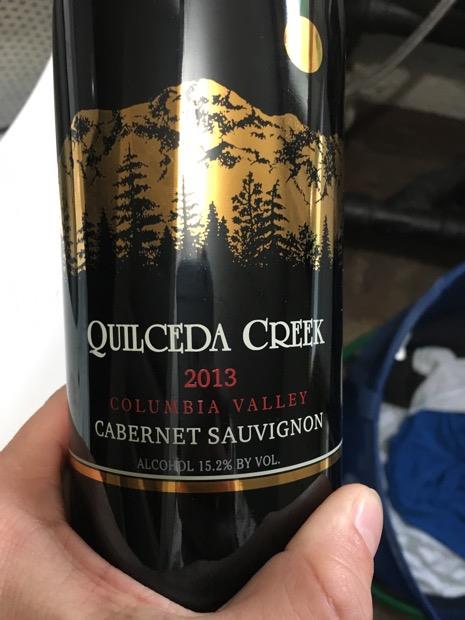 QUILCEDA CREEK
2013
COLUMBIA VALLEY
CABERNET SAUVIGNON
ALCOHOL 15.2% BY VOL.